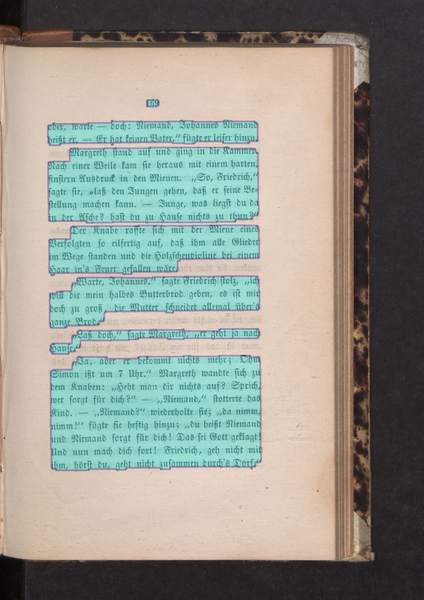 oder, warte — doch: Niemand, Johannes Niemand
heißt er. — Er hat keinen Vater,“ fügte er leiser hinzu.
Margreth stand auf und ging in die Kammer.
Nach einer Weile kam sie heraus mit einem harten,
finstern Ausdruck in den Mienen. „So, Friedrich,“
sagte sie, „laß den Jungen gehen, daß er seine Be-
stellung machen kann. — Junge, was liegst du da
in der Asche? hast du zu Hause nichts zu thun?“
Der Knabe raffte sich mit der Miene eines
Verfolgten so eilfertig auf, daß ihm alle Glieder
im Wege standen und die Holzschenvioline bei einem
Haar in's Feuer gefallen wäre.
„Warte, Johannes,“ sagte Friedrich stolz, „ich
will dir mein halbes Butterbrod geben, es ist mir
doch zu groß, die Mutter schneidet allemal über's
ganze Brod.“
„Laß doch,“ sagte Margreth, „er geht ja nach
Hause.“
„Ja, aber er bekommt nichts mehr; Ohm
Simon ißt um 7 Uhr.“ Margreth wandte sich zu
dem Knaben: „Hebt man dir nichts auf? Sprich,
wer sorgt für dich?“ — „Niemand,“ stotterte das
Kind. — „Niemand?“ wiederholte sie; „da nimm,
nimm!“ fügte sie heftig hinzu; „du heißt Niemand
und Niemand sorgt für dich! Das sei Gott geklagt!
Und nun mach dich fort! Friedrich, geh nicht mit
ihm, hörst du, geht nicht zusammen durch's Dorf.“